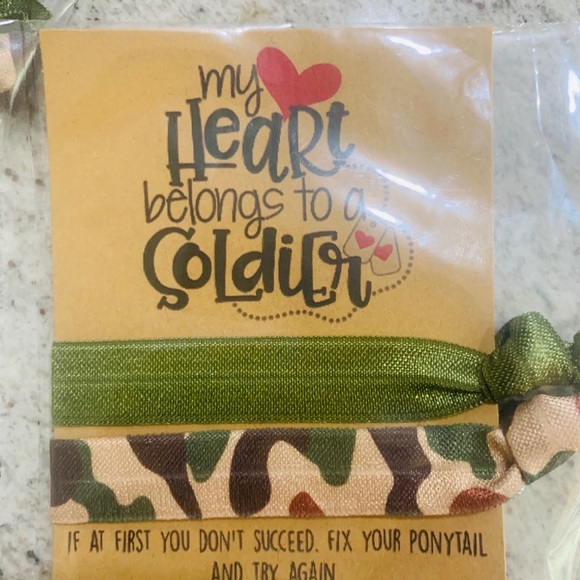 my
HeaRt
belongs to a
SoLdiEr
IF AT FIRST YOU DON'T SUCCEED. FIX YOUR PONYTAIL
AND TRY AGAIN